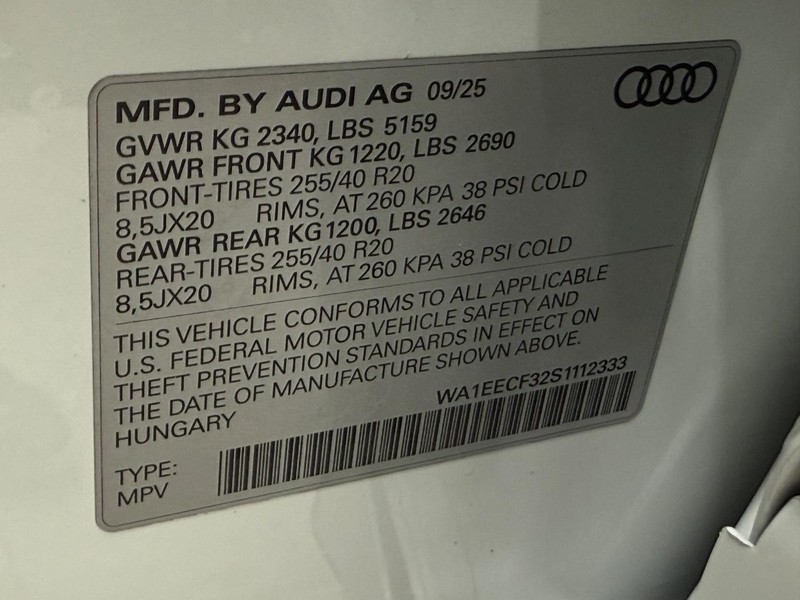 MFD. BY AUDI AG 09/25
GVWR KG 2340, LBS 5159
GAWR FRONT KG 1220, LBS 2690
FRONT-TIRES 255/40 R20
8,5JX20 RIMS, AT 260 KPA 38 PSI COLD
GAWR REAR KG 1200, LBS 2646
REAR-TIRES 255/40 R20
8,5JX20 RIMS, AT 260 KPA 38 PSI COLD
THIS VEHICLE CONFORMS TO ALL APPLICABLE
U.S. FEDERAL MOTOR VEHICLE SAFETY AND
THEFT PREVENTION STANDARDS IN EFFECT ON
THE DATE OF MANUFACTURE SHOWN ABOVE.
HUNGARY WA1EECF32S1112333
TYPE:
MPV